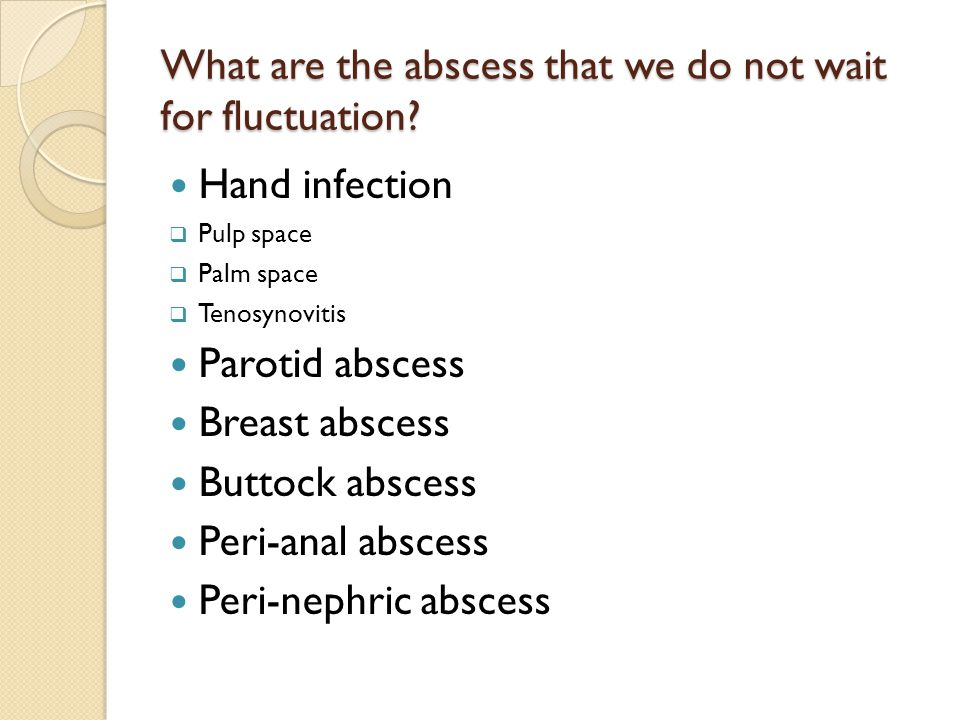 What are the abscess that we do not wait
for fluctuation?
Hand infection
Pulp space
Palm space
Tenosynovitis
Parotid abscess
Breast abscess
Buttock abscess
Peri-anal abscess
Peri-nephric abscess